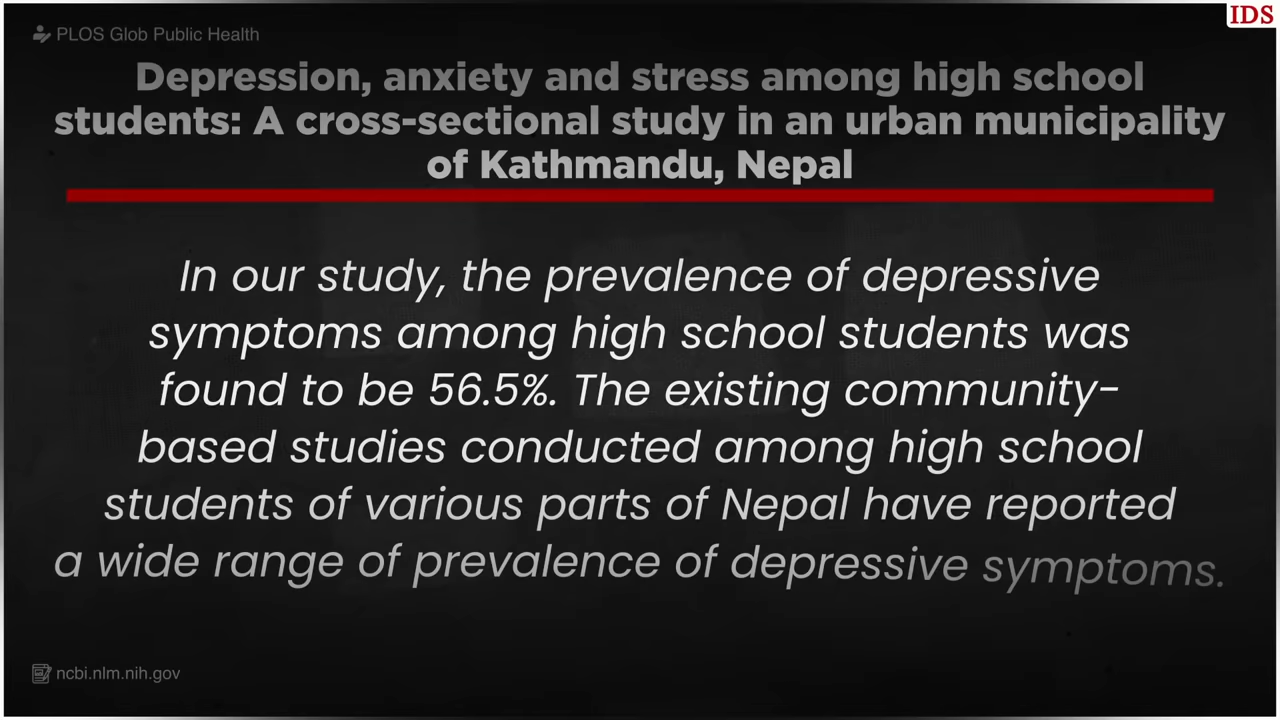 IDS
PLOS Glob Public Health
Depression, anxiety and stress among high school
students: A cross-sectional study in an urban municipality
of Kathmandu, Nepal
In our study, the prevalence of depressive
symptoms among high school students was
found to be 56.5%. The existing community-
based studies conducted among high school
students of various parts of Nepal have reported
a wide range of prevalence of depressive symptoms.
ncbi.nlm.nih.gov